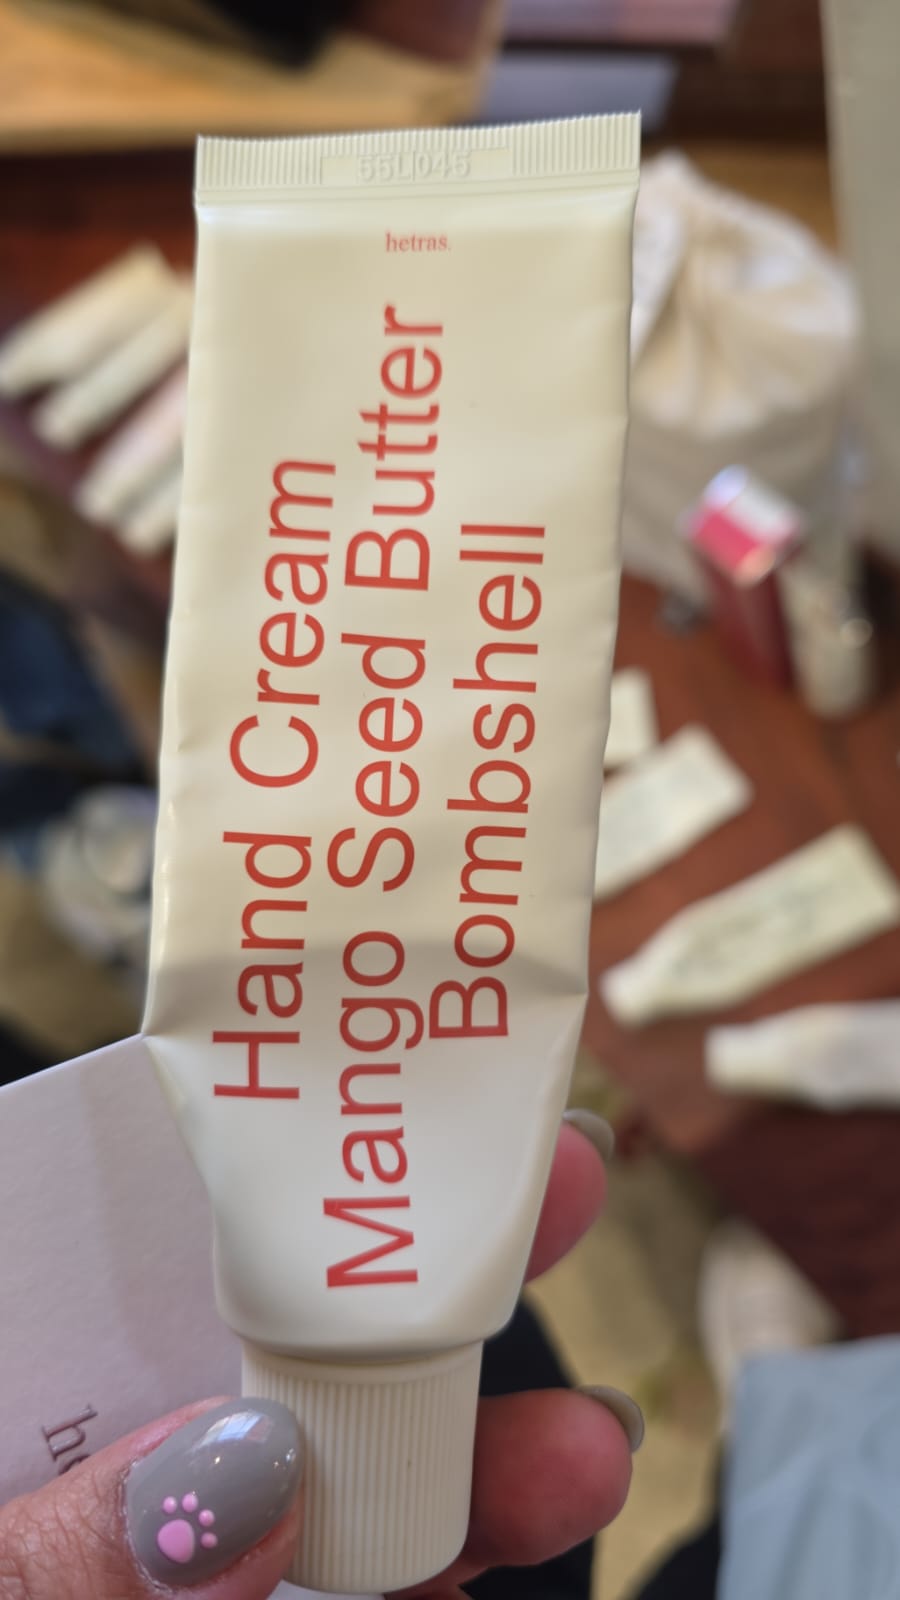 55L045
hetras.
Hand Cream
Mango Seed Butter
Bombshell